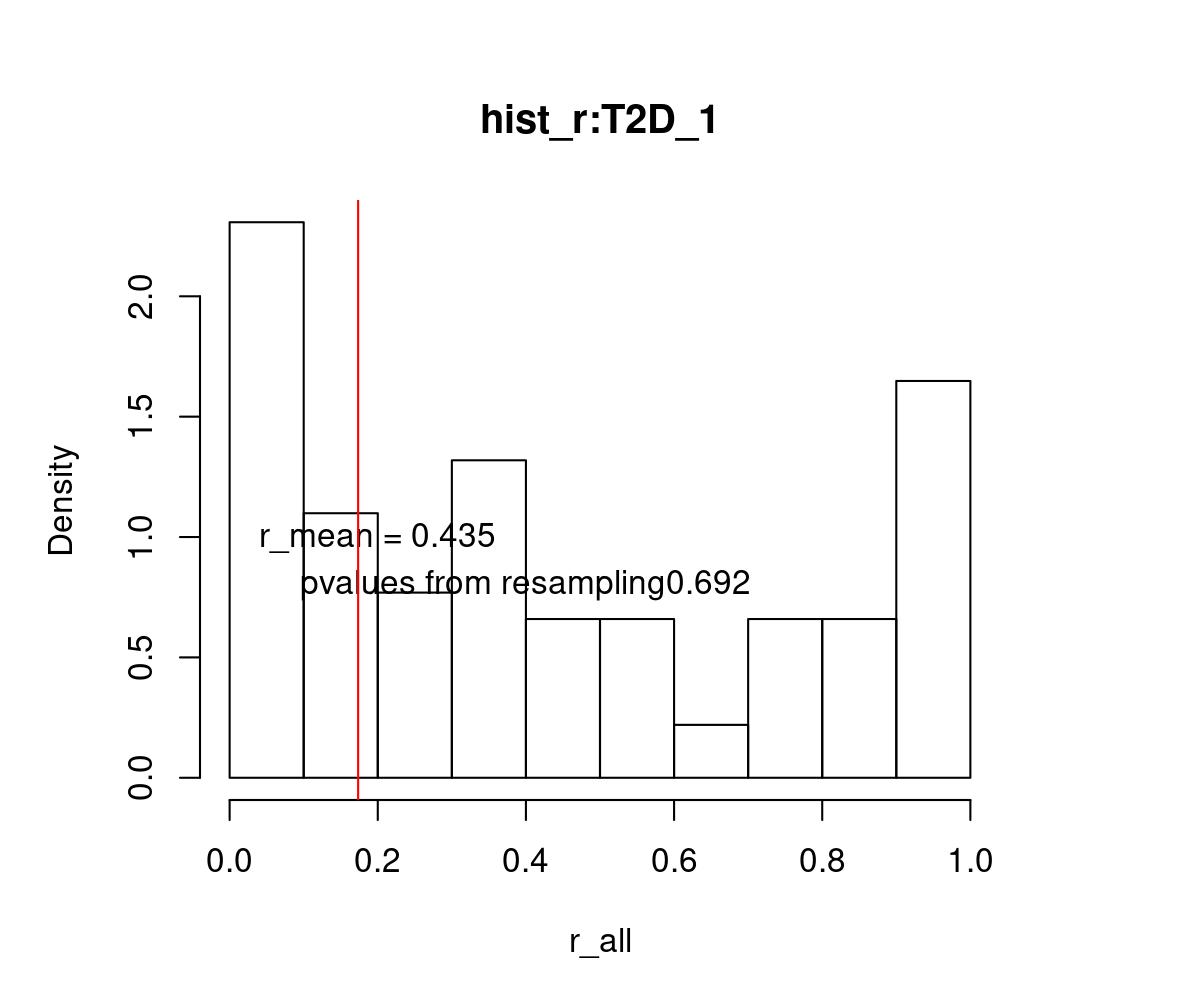 hist_r:T2D_1
Density
2.0
1.5
1.0
0.5
0.0
r_mean = 0.435
pvalues from resampling0.692
0.0 0.2 0.4 0.6 0.8 1.0
r_all